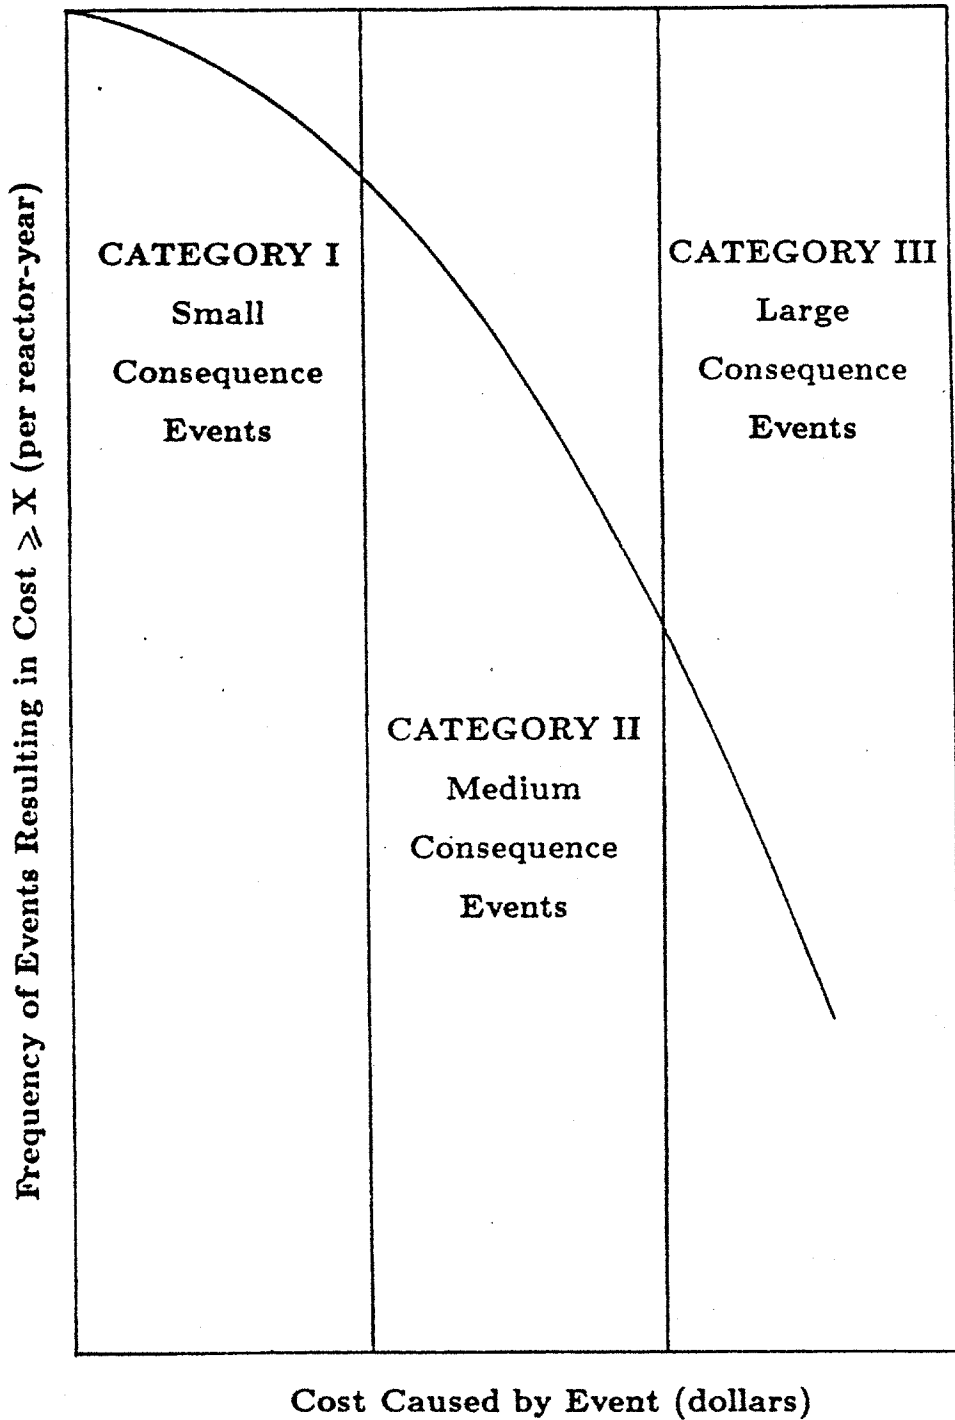 Frequency of Events Resulting in Cost ⩾ X (per reactor-year)
CATEGORY I
Small
Consequence
Events
CATEGORY II
Medium
Consequence
Events
CATEGORY III
Large
Consequence
Events
Cost Caused by Event (dollars)